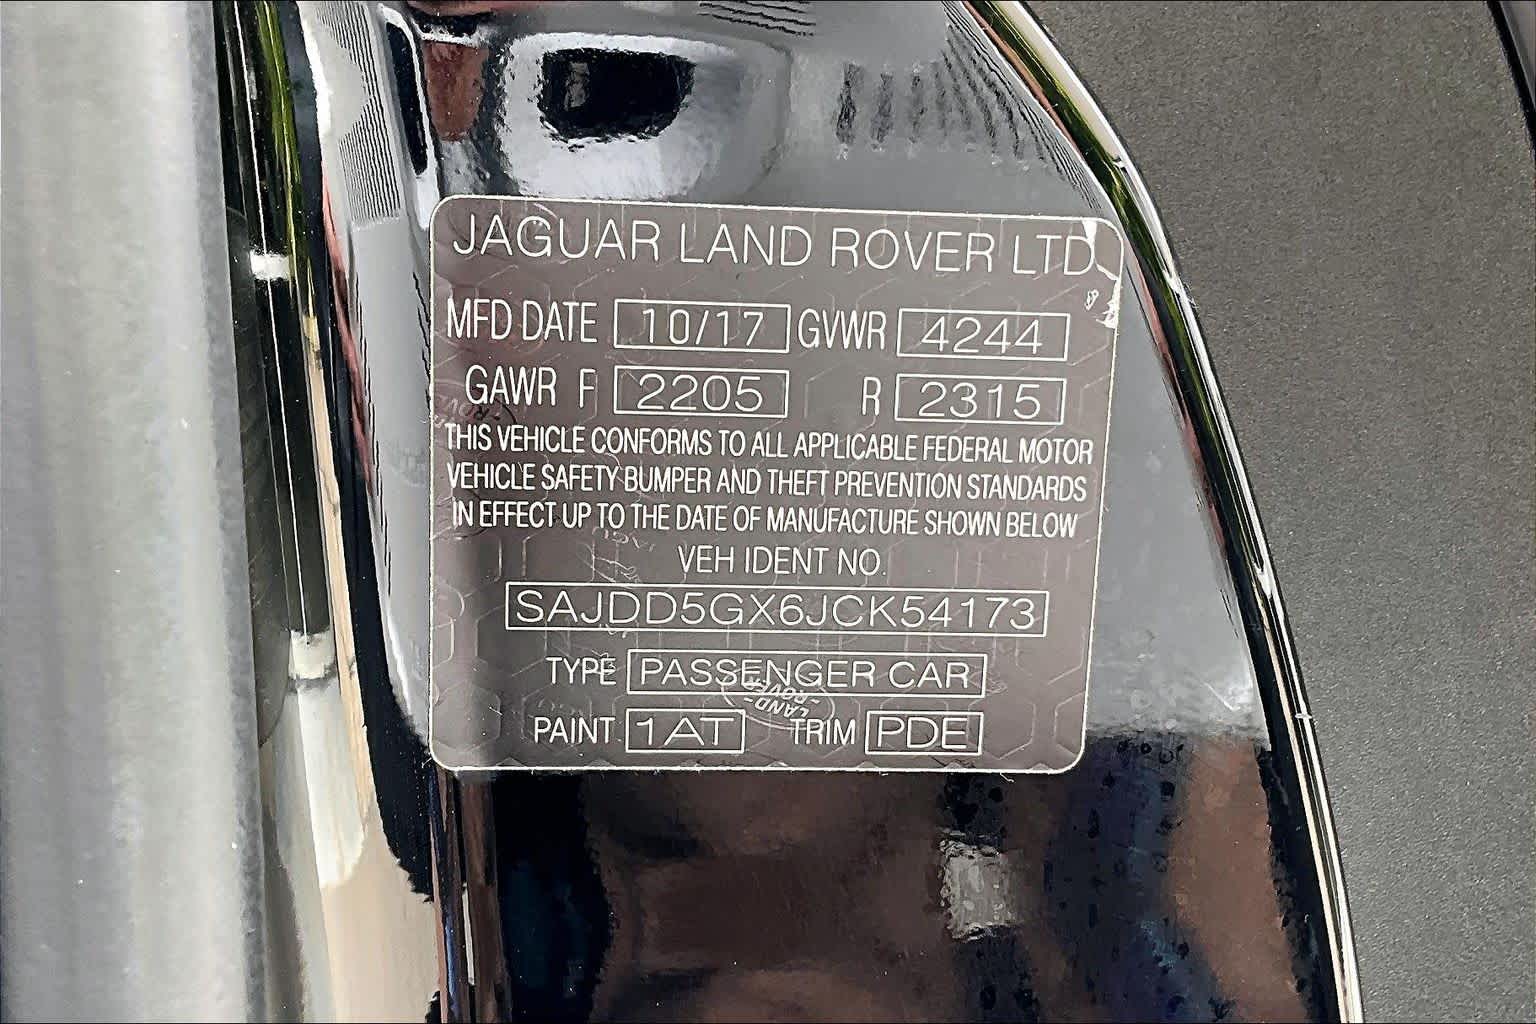 JAGUAR LAND ROVER LTD
MFD DATE 10/17 GVWR 4244
GAWR F 2205 R 2315
THIS VEHICLE CONFORMS TO ALL APPLICABLE FEDERAL MOTOR
VEHICLE SAFETY BUMPER AND THEFT PREVENTION STANDARDS
IN EFFECT UP TO THE DATE OF MANUFACTURE SHOWN BELOW
VEH IDENT NO.
SAJDD5GX6JCK54173
TYPE PASSENGER CAR
LAND-
-ROVER
PAINT 1AT TRIM PDE